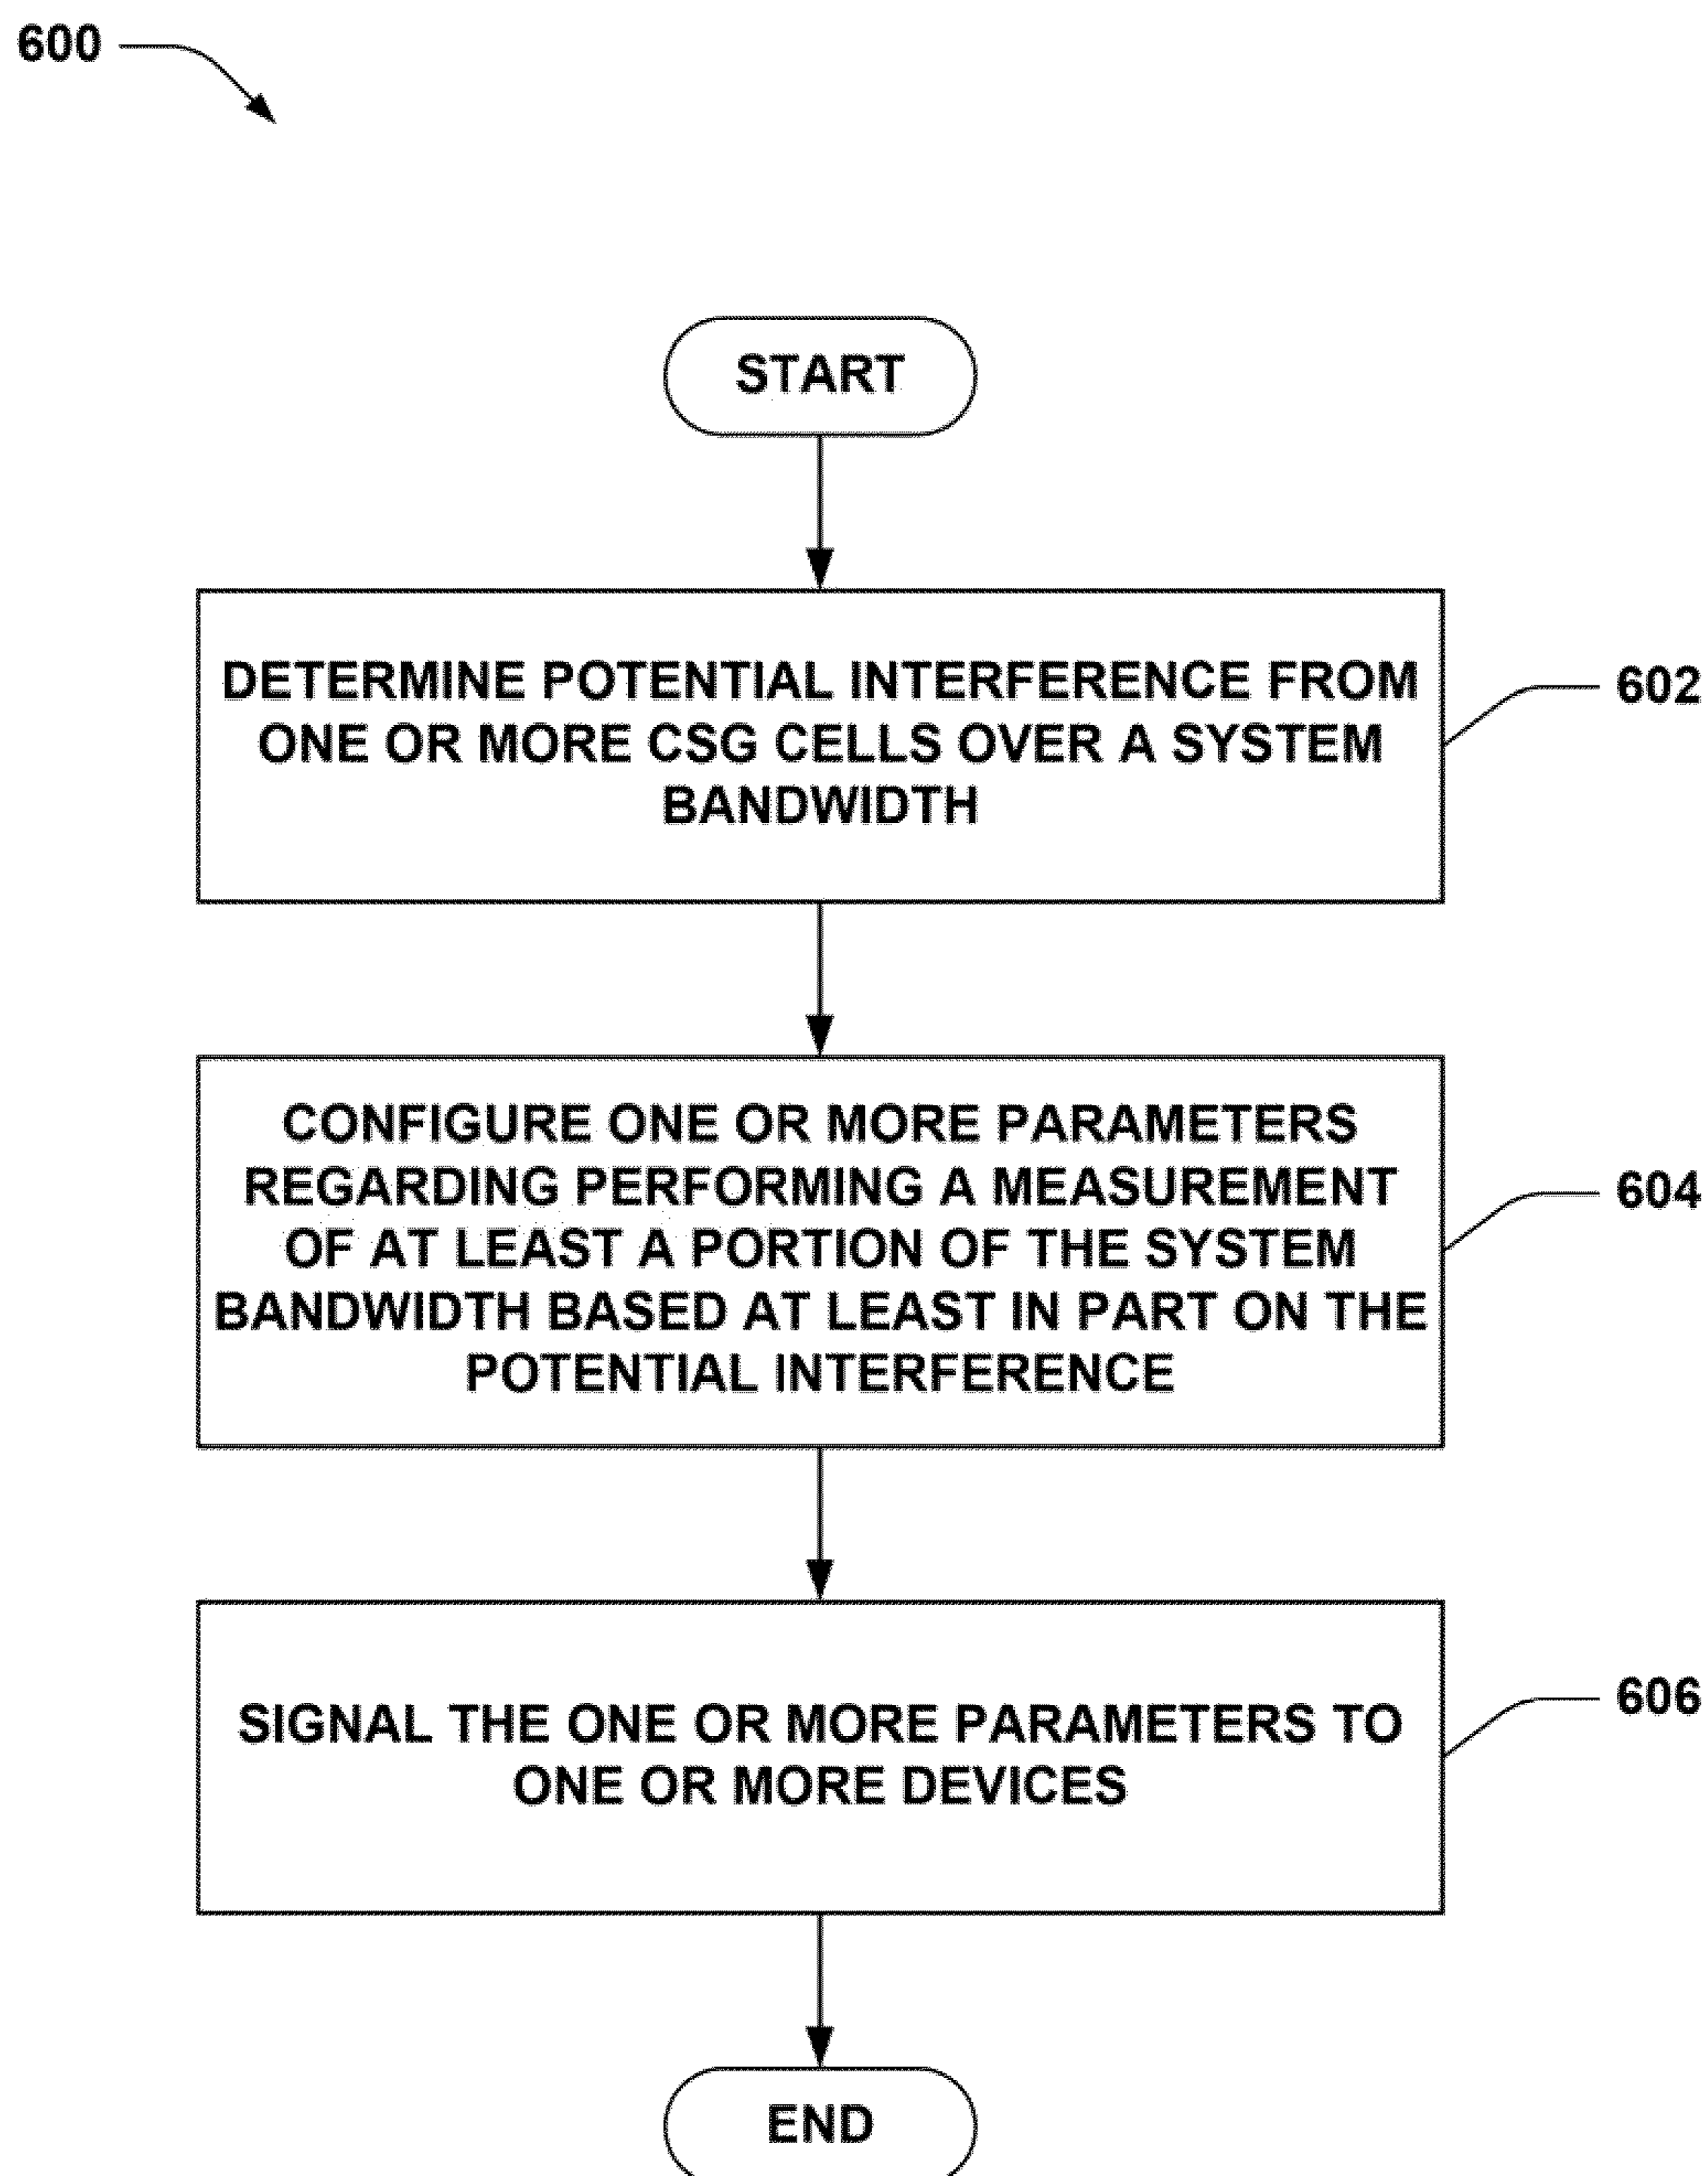 600
START
DETERMINE POTENTIAL INTERFERENCE FROM
ONE OR MORE CSG CELLS OVER A SYSTEM
BANDWIDTH
602
CONFIGURE ONE OR MORE PARAMETERS
REGARDING PERFORMING A MEASUREMENT
OF AT LEAST A PORTION OF THE SYSTEM
BANDWIDTH BASED AT LEAST IN PART ON THE
POTENTIAL INTERFERENCE
604
SIGNAL THE ONE OR MORE PARAMETERS TO
ONE OR MORE DEVICES
606
END